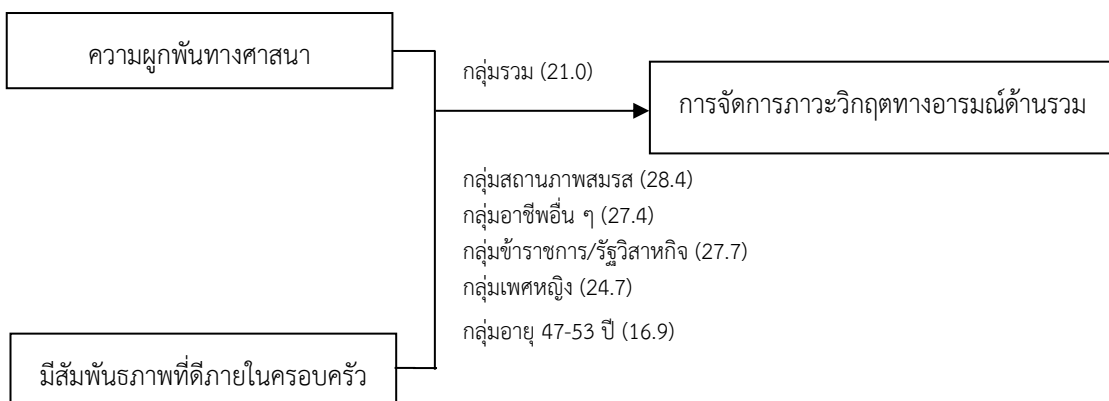 ความผูกพันทางศาสนา
กลุ่มรวม (21.0)
การจัดการภาวะวิกฤตทางอารมณ์ด้านรวม
กลุ่มสถานภาพสมรส (28.4)
กลุ่มอาชีพอื่น ๆ (27.4)
กลุ่มข้าราชการ/รัฐวิสาหกิจ (27.7)
กลุ่มเพศหญิง (24.7)
กลุ่มอายุ 47-53 ปี (16.9)
มีสัมพันธภาพที่ดีภายในครอบครัว